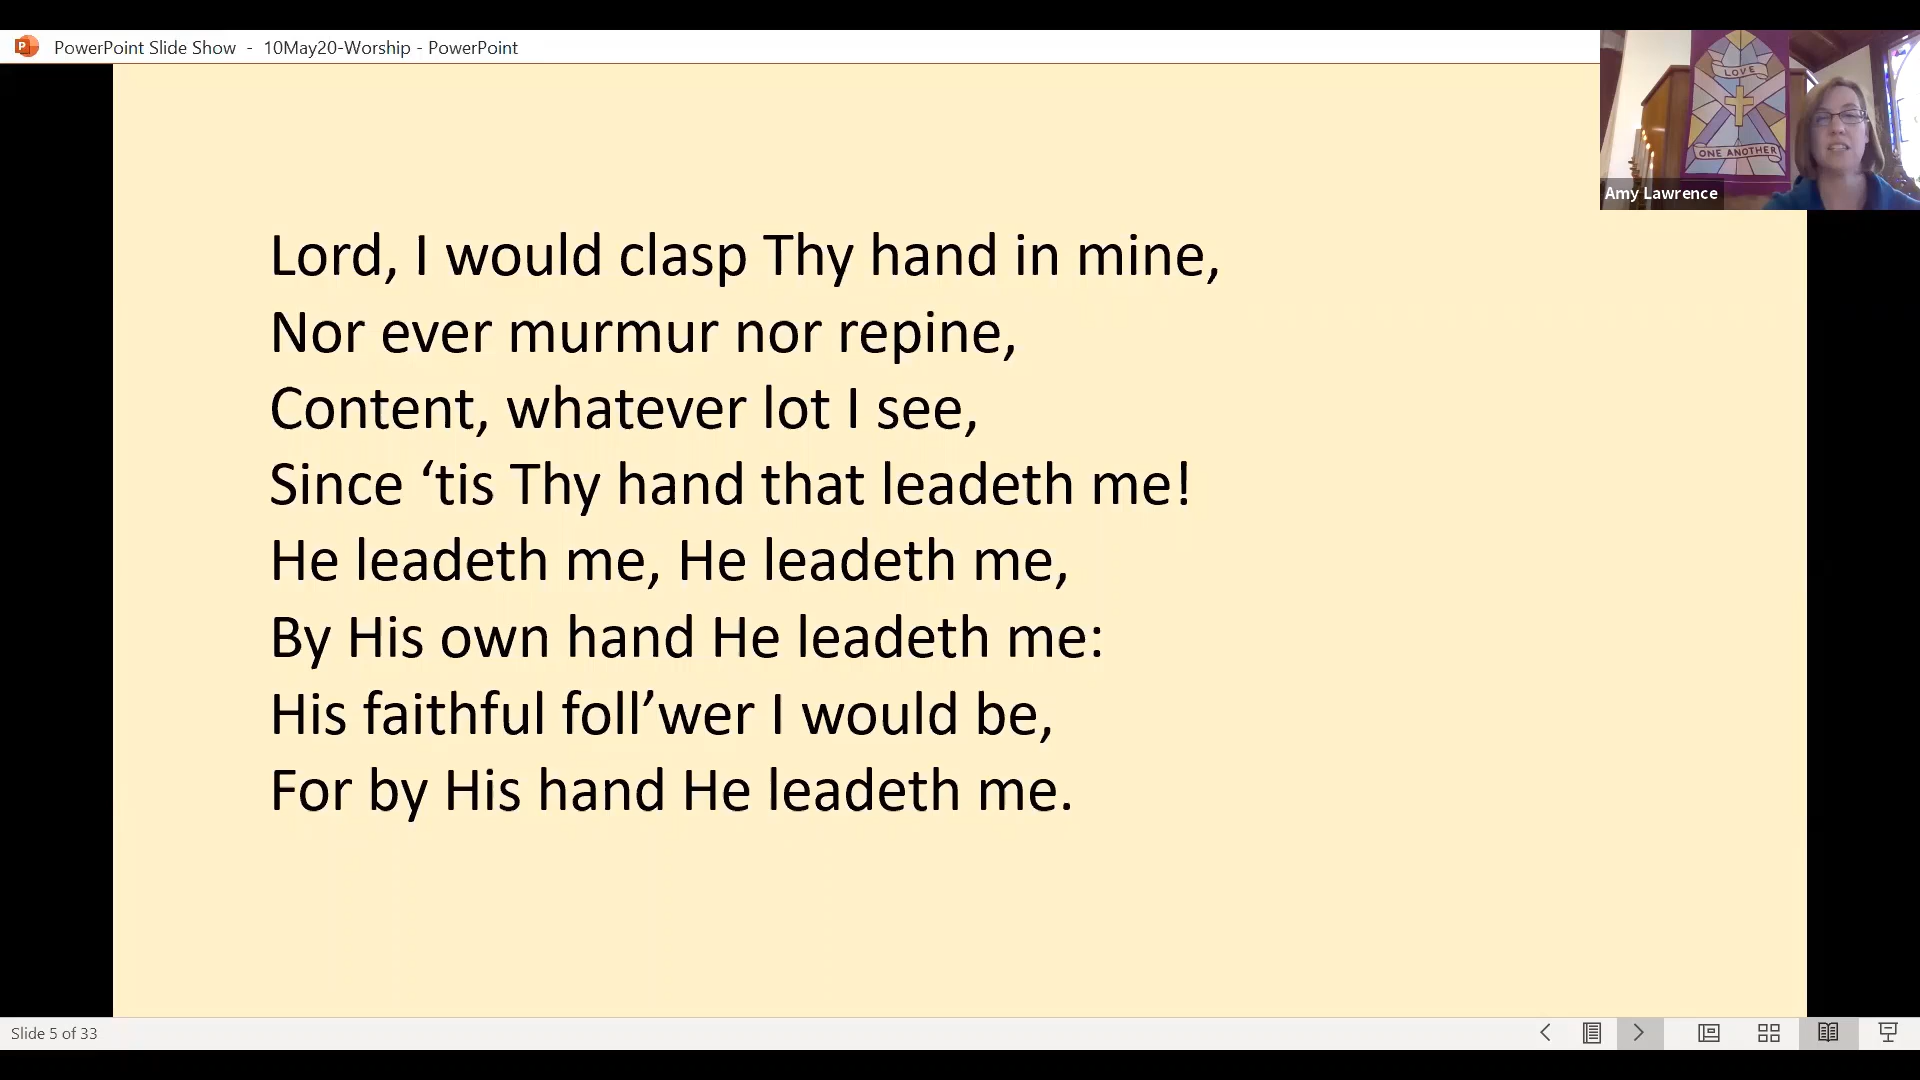 PowerPoint Slide Show - 10May20-Worship - PowerPoint
LOVE
ONE ANOTHER
Amy Lawrence
Lord, I would clasp Thy hand in mine,
Nor ever murmur nor repine,
Content, whatever lot I see,
Since ‘tis Thy hand that leadeth me!
He leadeth me, He leadeth me,
By His own hand He leadeth me:
His faithful foll’wer I would be,
For by His hand He leadeth me.
Slide 5 of 33